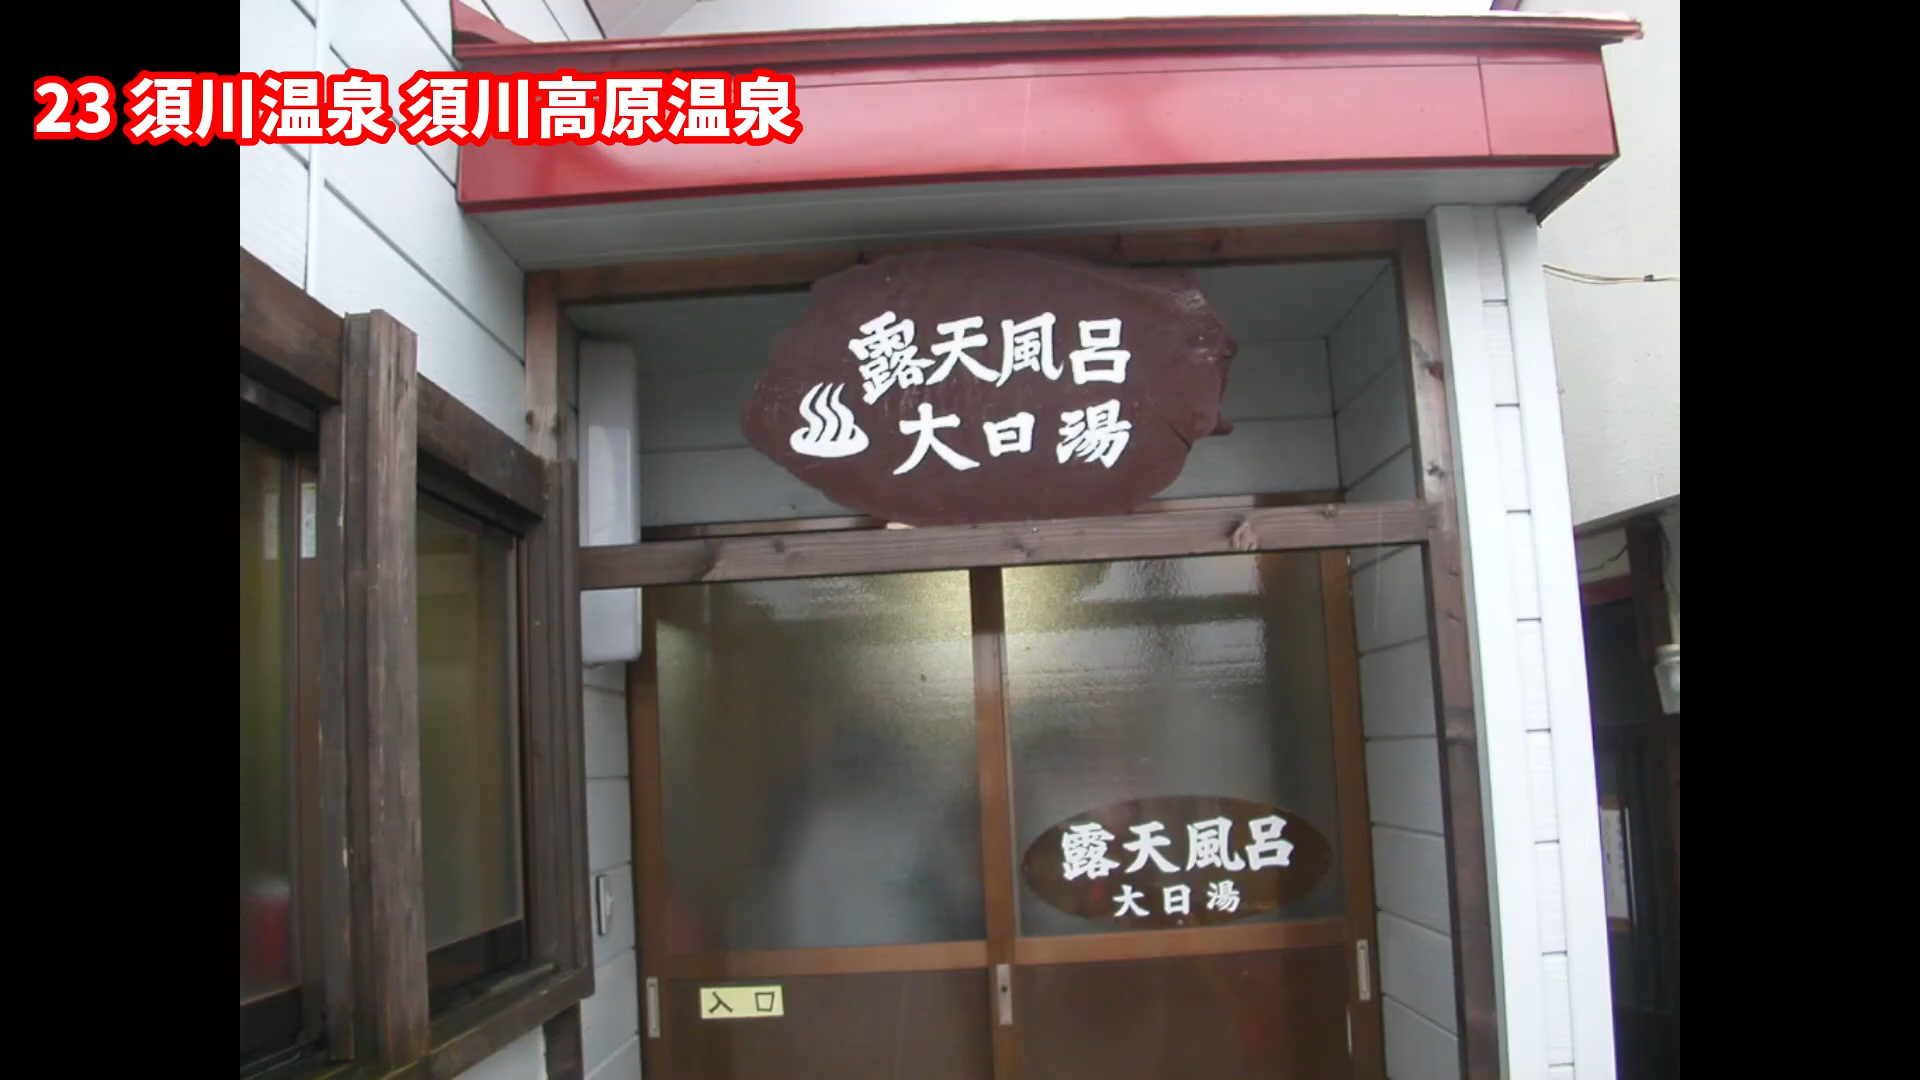 23 須川温泉 須川高原温泉
露天風呂
♨大日湯
露天風呂
大日湯
入口